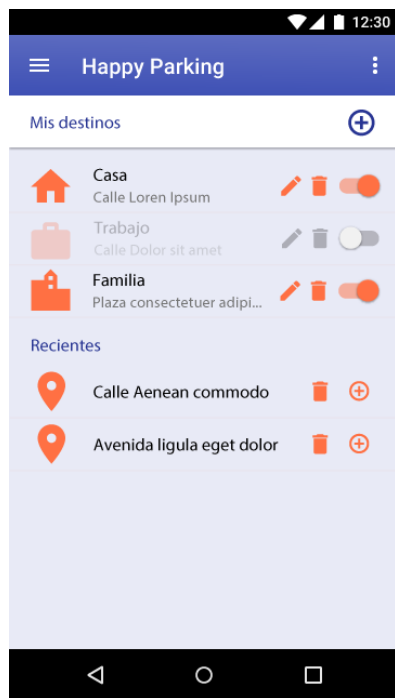 12:30
Happy Parking
Mis destinos
Casa
Calle Loren Ipsum
Trabajo
Calle Dolor sit amet
Familia
Plaza consectetuer adipi...
Recientes
Calle Aenean commodo
Avenida ligula eget dolor